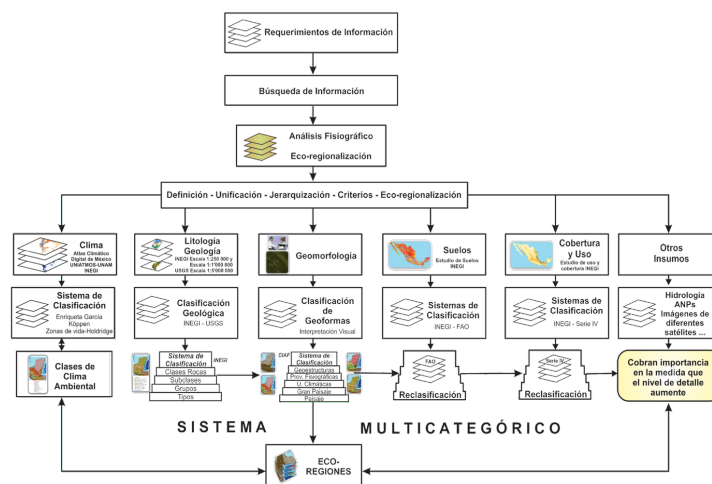 Requerimientos de Información
Búsqueda de Información
Análisis Fisiográfico
Eco-regionalización
Definición - Unificación - Jerarquización - Criterios - Eco-regionalización
Clima
Atlas Climático
Digital de México
UNIATMOS-UNAM
INEGI
Litología
Geología
INEGI Escala 1:250 000 y
Escala 1:1'000 000
USGS Escala 1:5'000 000
Geomorfología
Suelos
Estudio de Suelos
INEGI
Cobertura
y Uso
Estudio de uso y
cobertura INEGI
Otros
Insumos
Sistema de
Clasificación
Enriqueta García
Köppen
Zonas de vida-Holdridge
Clasificación
Geológica
INEGI - USGS
Clasificación
de
Geoformas
Interpretación Visual
Sistemas de
Clasificación
INEGI - FAO
Sistemas de
Clasificación
INEGI - Serie IV
Hidrología
ANPs
Imágenes de
diferentes
satélites ...
Clases de
Clima
Ambiental
Sistema de
Clasificación
INEGI
Clases Rocas
Subclases
Grupos
Tipos
CIAF
Sistema de
Clasificación
Geoestructuras
Prov. Fisiográficas
U. Climáticas
Gran Paisaje
Paisaje
FAO
Reclasificación
Serie IV
Reclasificación
Cobran importancia
en la medida que
el nivel de detalle
aumente
SISTEMA MULTICATEGÓRICO
ECO-
REGIONES